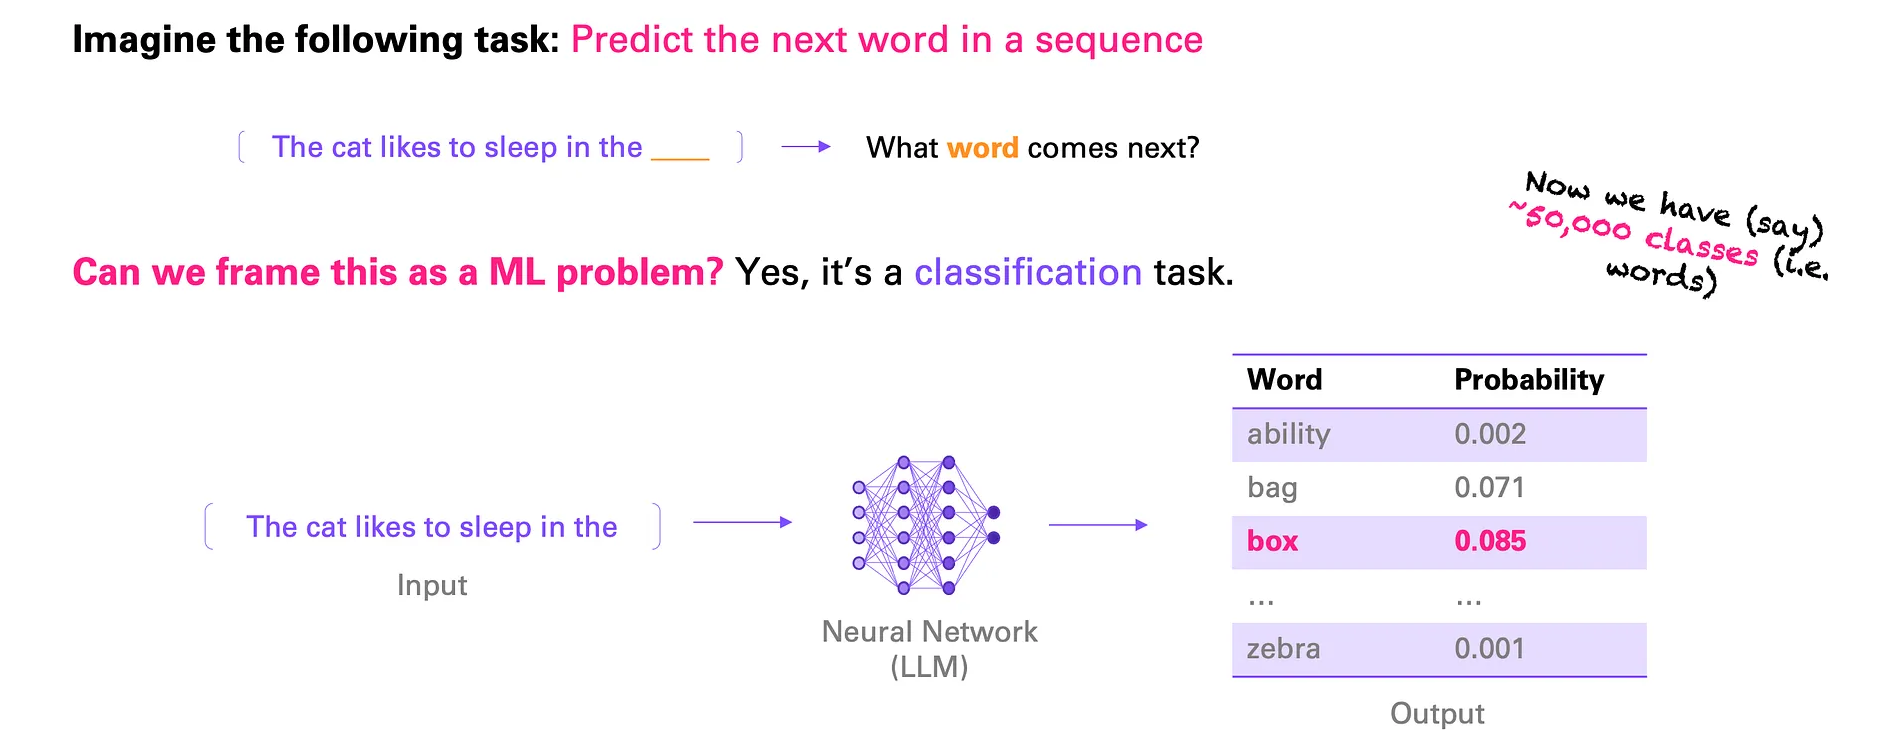 Imagine the following task: Predict the next word in a sequence
The cat likes to sleep in the ____ What word comes next?
Now we have (say)
~50,000 classes (i.e.
words)
Can we frame this as a ML problem? Yes, it’s a classification task.
Word Probability
ability 0.002
bag 0.071
box 0.085
... ...
zebra 0.001
Output
The cat likes to sleep in the
Input
Neural Network
(LLM)